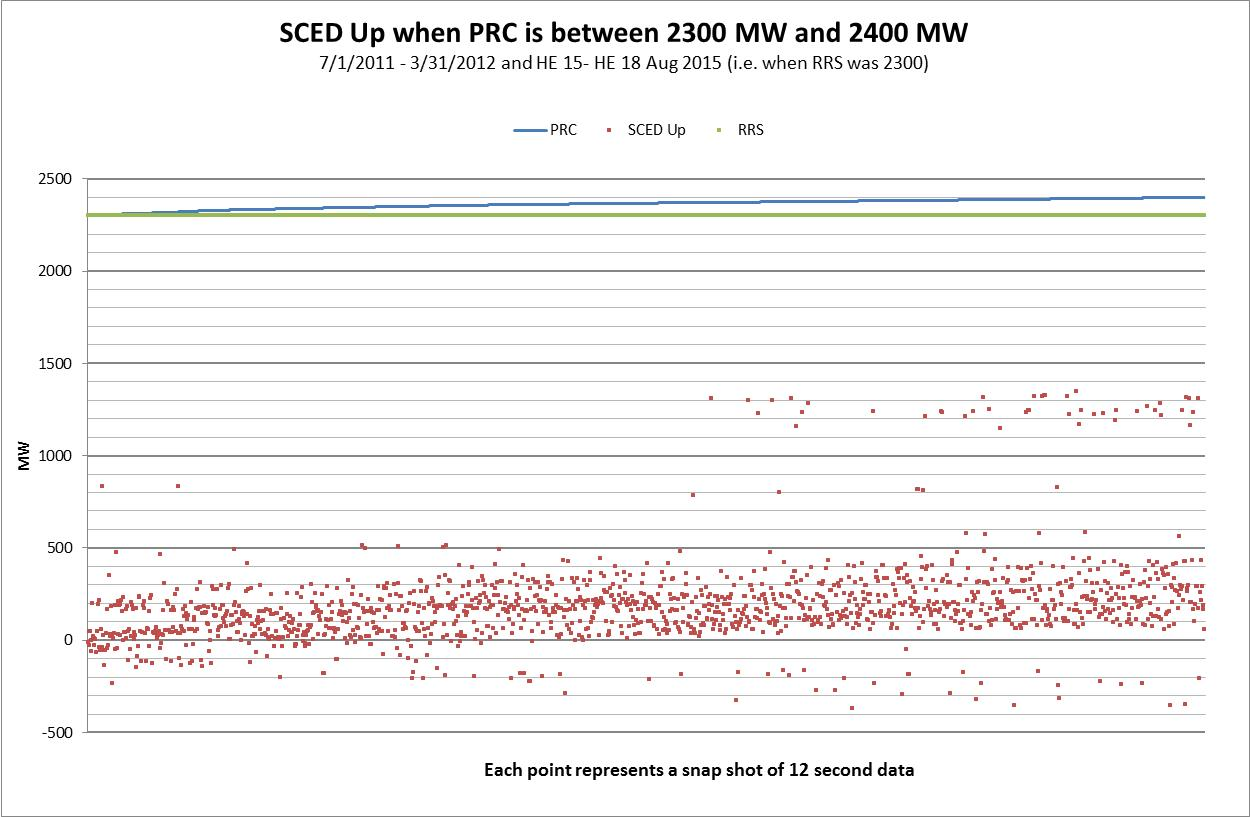 SCED Up when PRC is between 2300 MW and 2400 MW
7/1/2011 - 3/31/2012 and HE 15- HE 18 Aug 2015 (i.e. when RRS was 2300)
PRC SCED Up RRS
2500
2000
1500
1000
500
0
-500
MW
Each point represents a snap shot of 12 second data